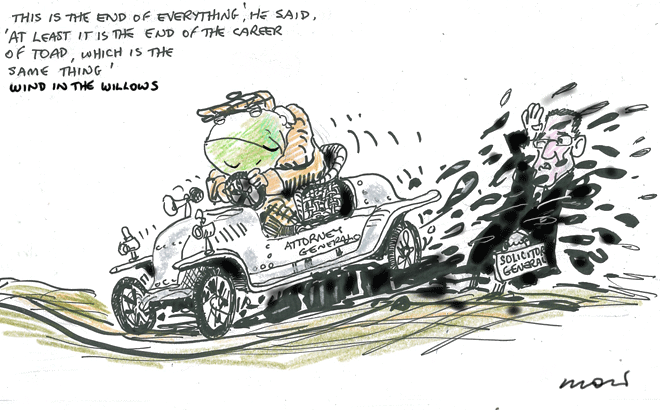 'THIS IS THE END OF EVERYTHING', HE SAID,
'AT LEAST IT IS THE END OF THE CAREER
OF TOAD, WHICH IS THE
SAME THING'
WIND IN THE WILLOWS
ATTORNEY
GENERAL
SOLICITOR
GENERAL
moir